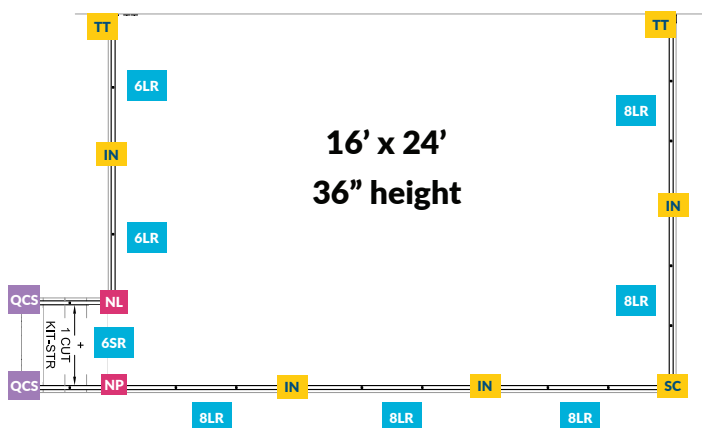 TT
TT
6LR
8LR
16’ x 24’
IN
36” height
IN
6LR
QCS
NL
8LR
+
1 CUT
KIT-STR
6SR
QCS
NP
IN
IN
SC
8LR
8LR
8LR